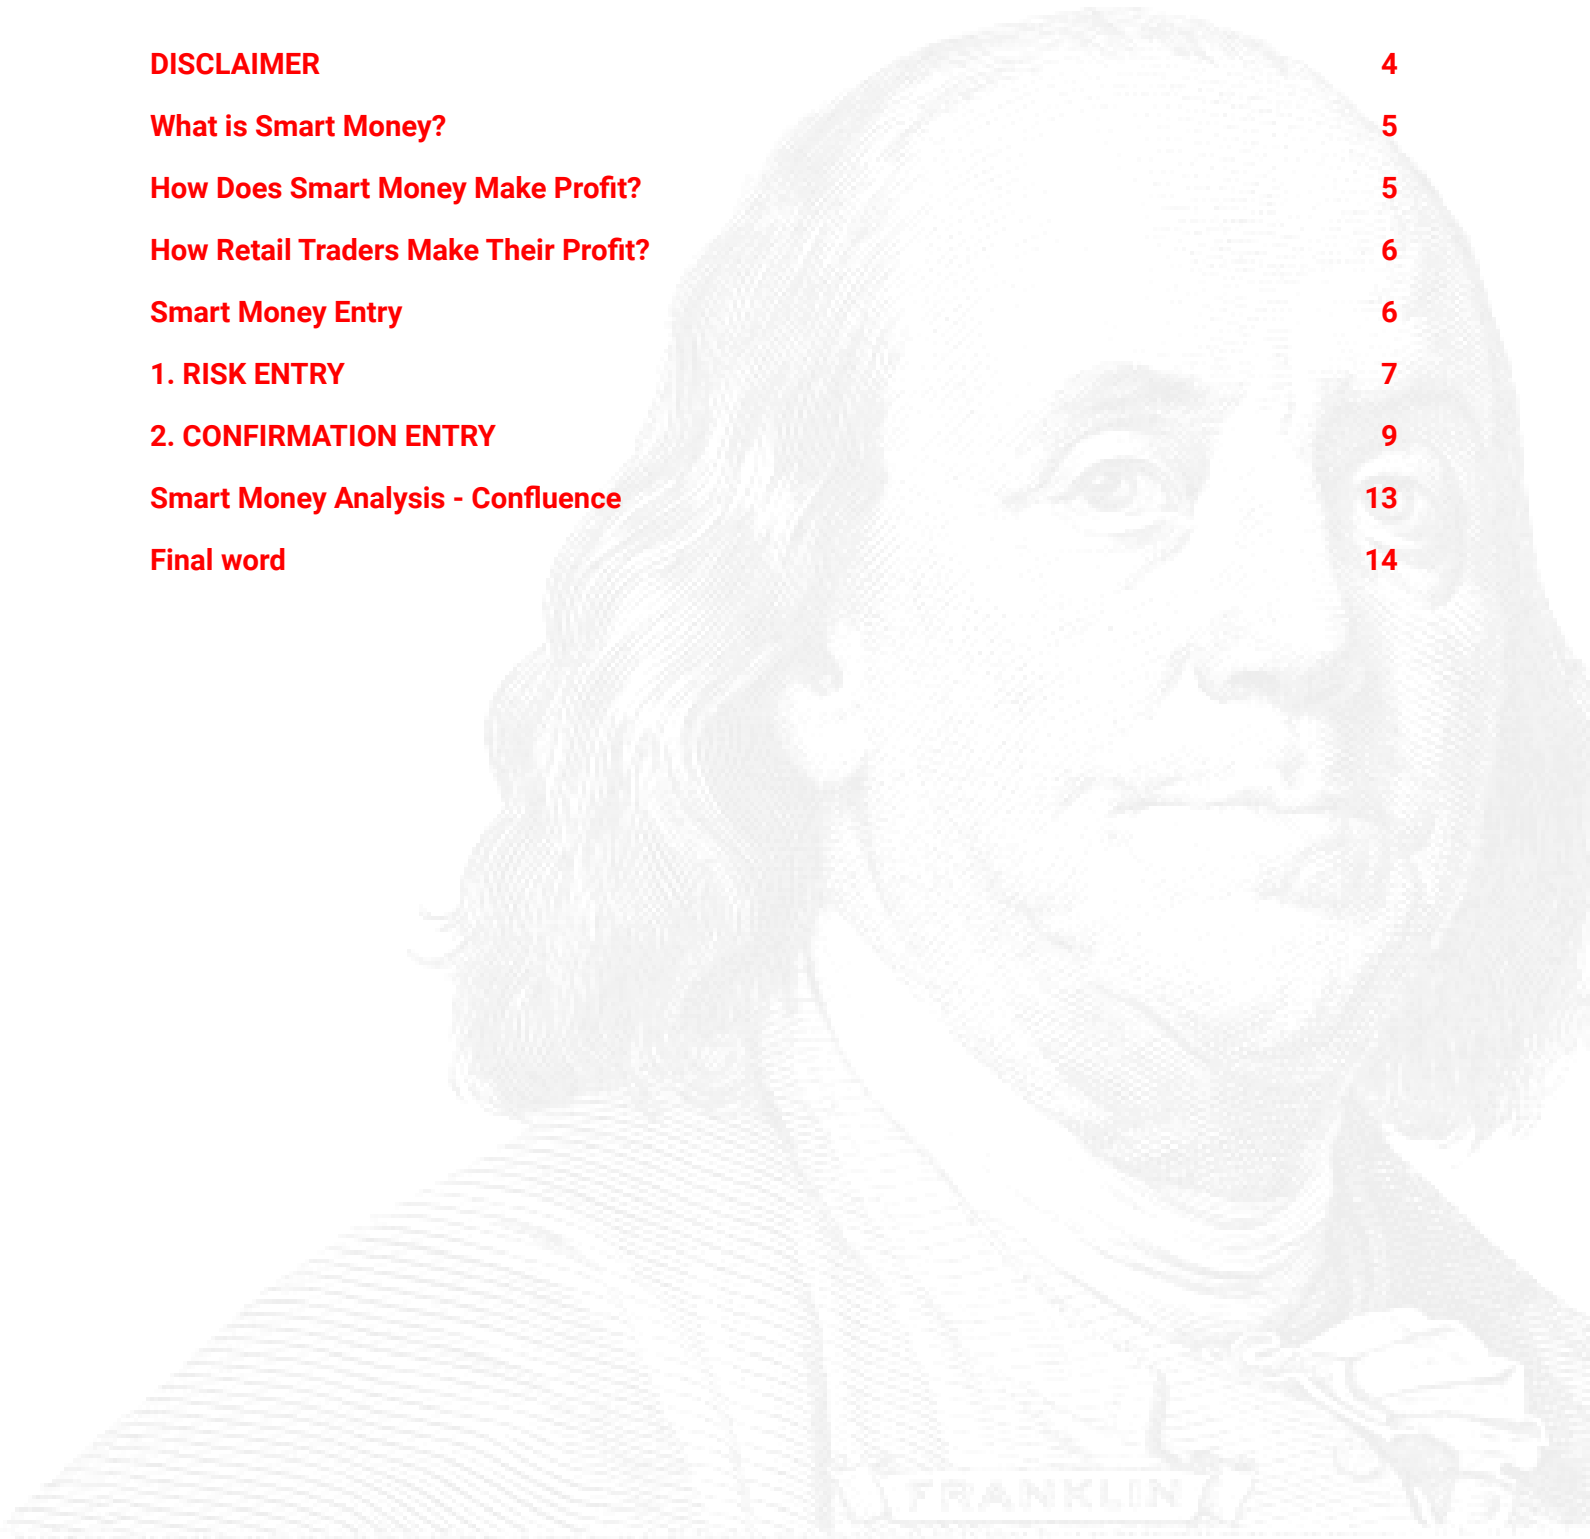 DISCLAIMER 4
What is Smart Money? 5
How Does Smart Money Make Profit? 5
How Retail Traders Make Their Profit? 6
Smart Money Entry 6
1. RISK ENTRY 7
2. CONFIRMATION ENTRY 9
Smart Money Analysis - Confluence 13
Final word 14
FRANKLIN